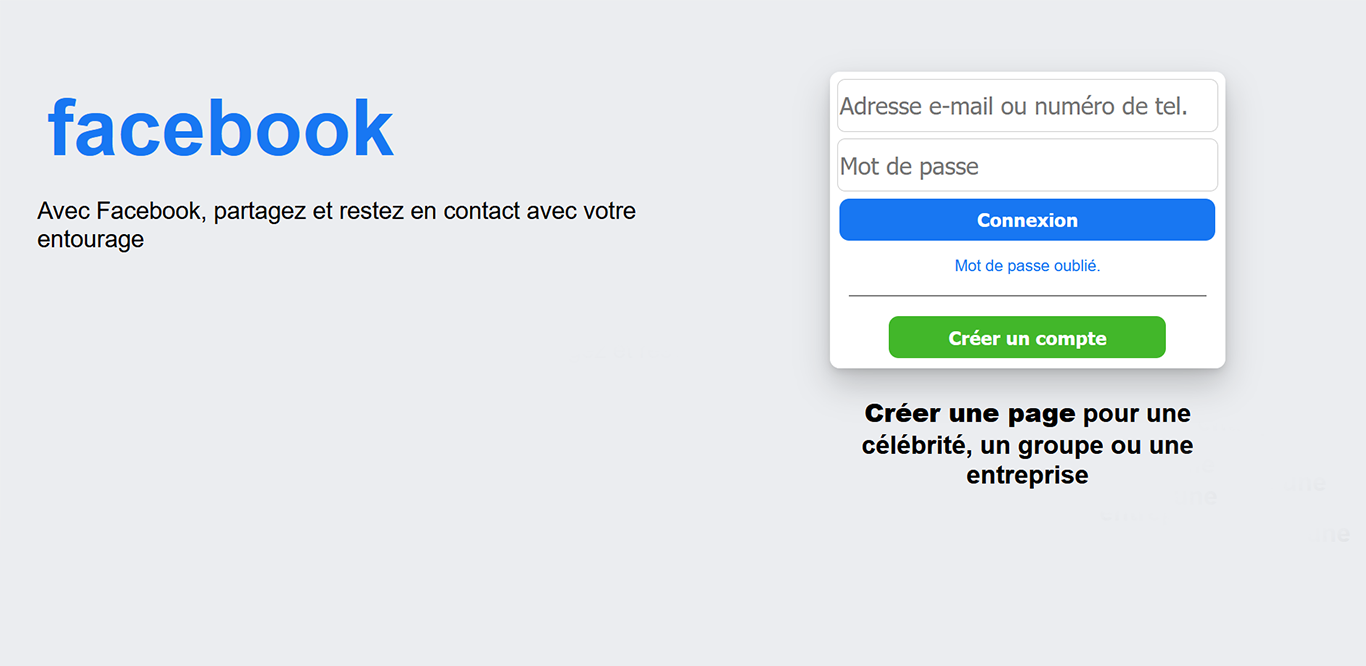 facebook
Avec Facebook, partagez et restez en contact avec votre
entourage
Adresse e-mail ou numéro de tel.
Mot de passe
Connexion
Mot de passe oublié.
Créer un compte
Créer une page pour une
célébrité, un groupe ou une
entreprise